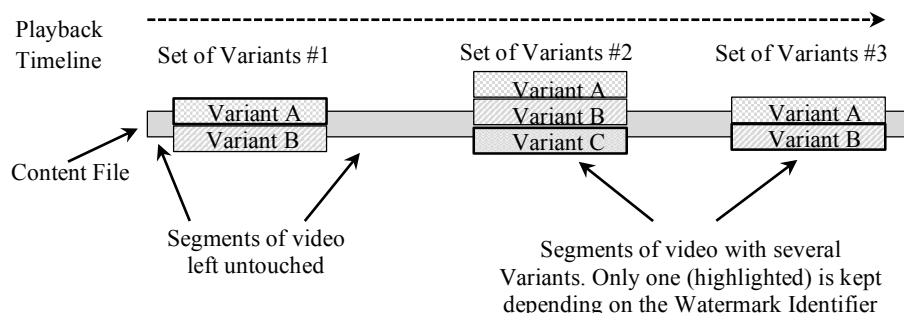 Playback
Timeline
Set of Variants #1
Set of Variants #2
Set of Variants #3
Variant A
Variant B
Variant A
Variant B
Variant C
Variant A
Variant B
Content File
Segments of video
left untouched
Segments of video with several
Variants. Only one (highlighted) is kept
depending on the Watermark Identifier